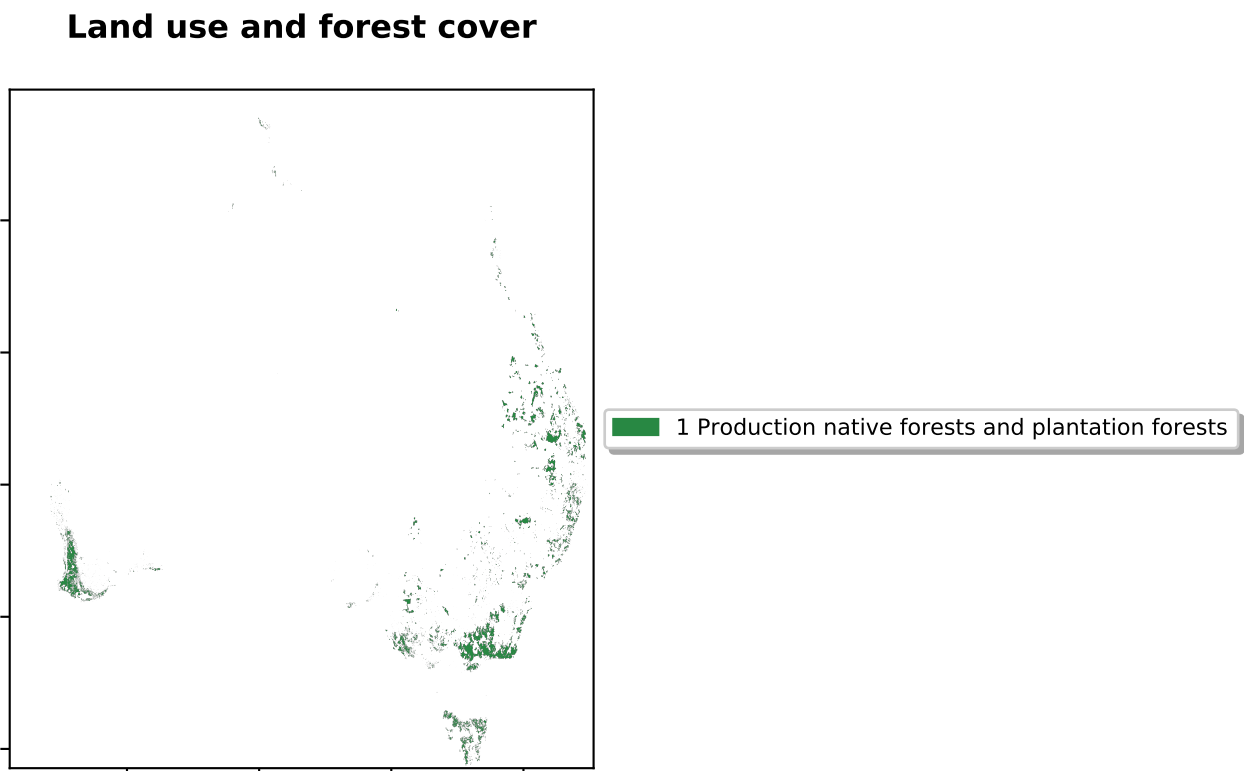 Land use and forest cover
1 Production native forests and plantation forests